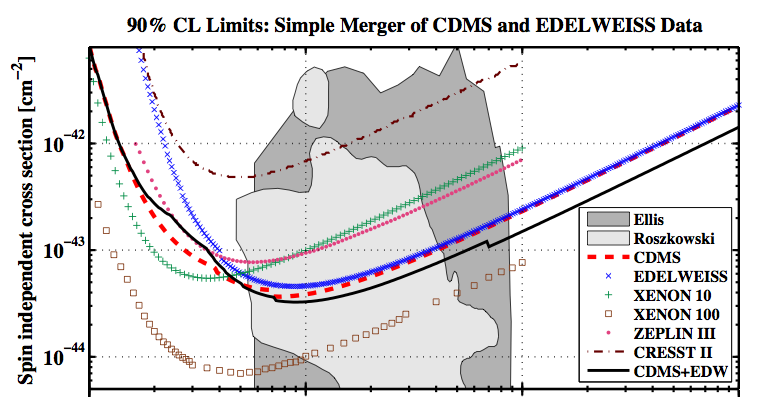 90% CL Limits: Simple Merger of CDMS and EDELWEISS Data
Spin independent cross section [cm⁻²]
10⁻⁴²
10⁻⁴³
10⁻⁴⁴
Ellis
Roszkowski
CDMS
EDELWEISS
XENON 10
XENON 100
ZEPLIN III
CRESST II
CDMS+EDW